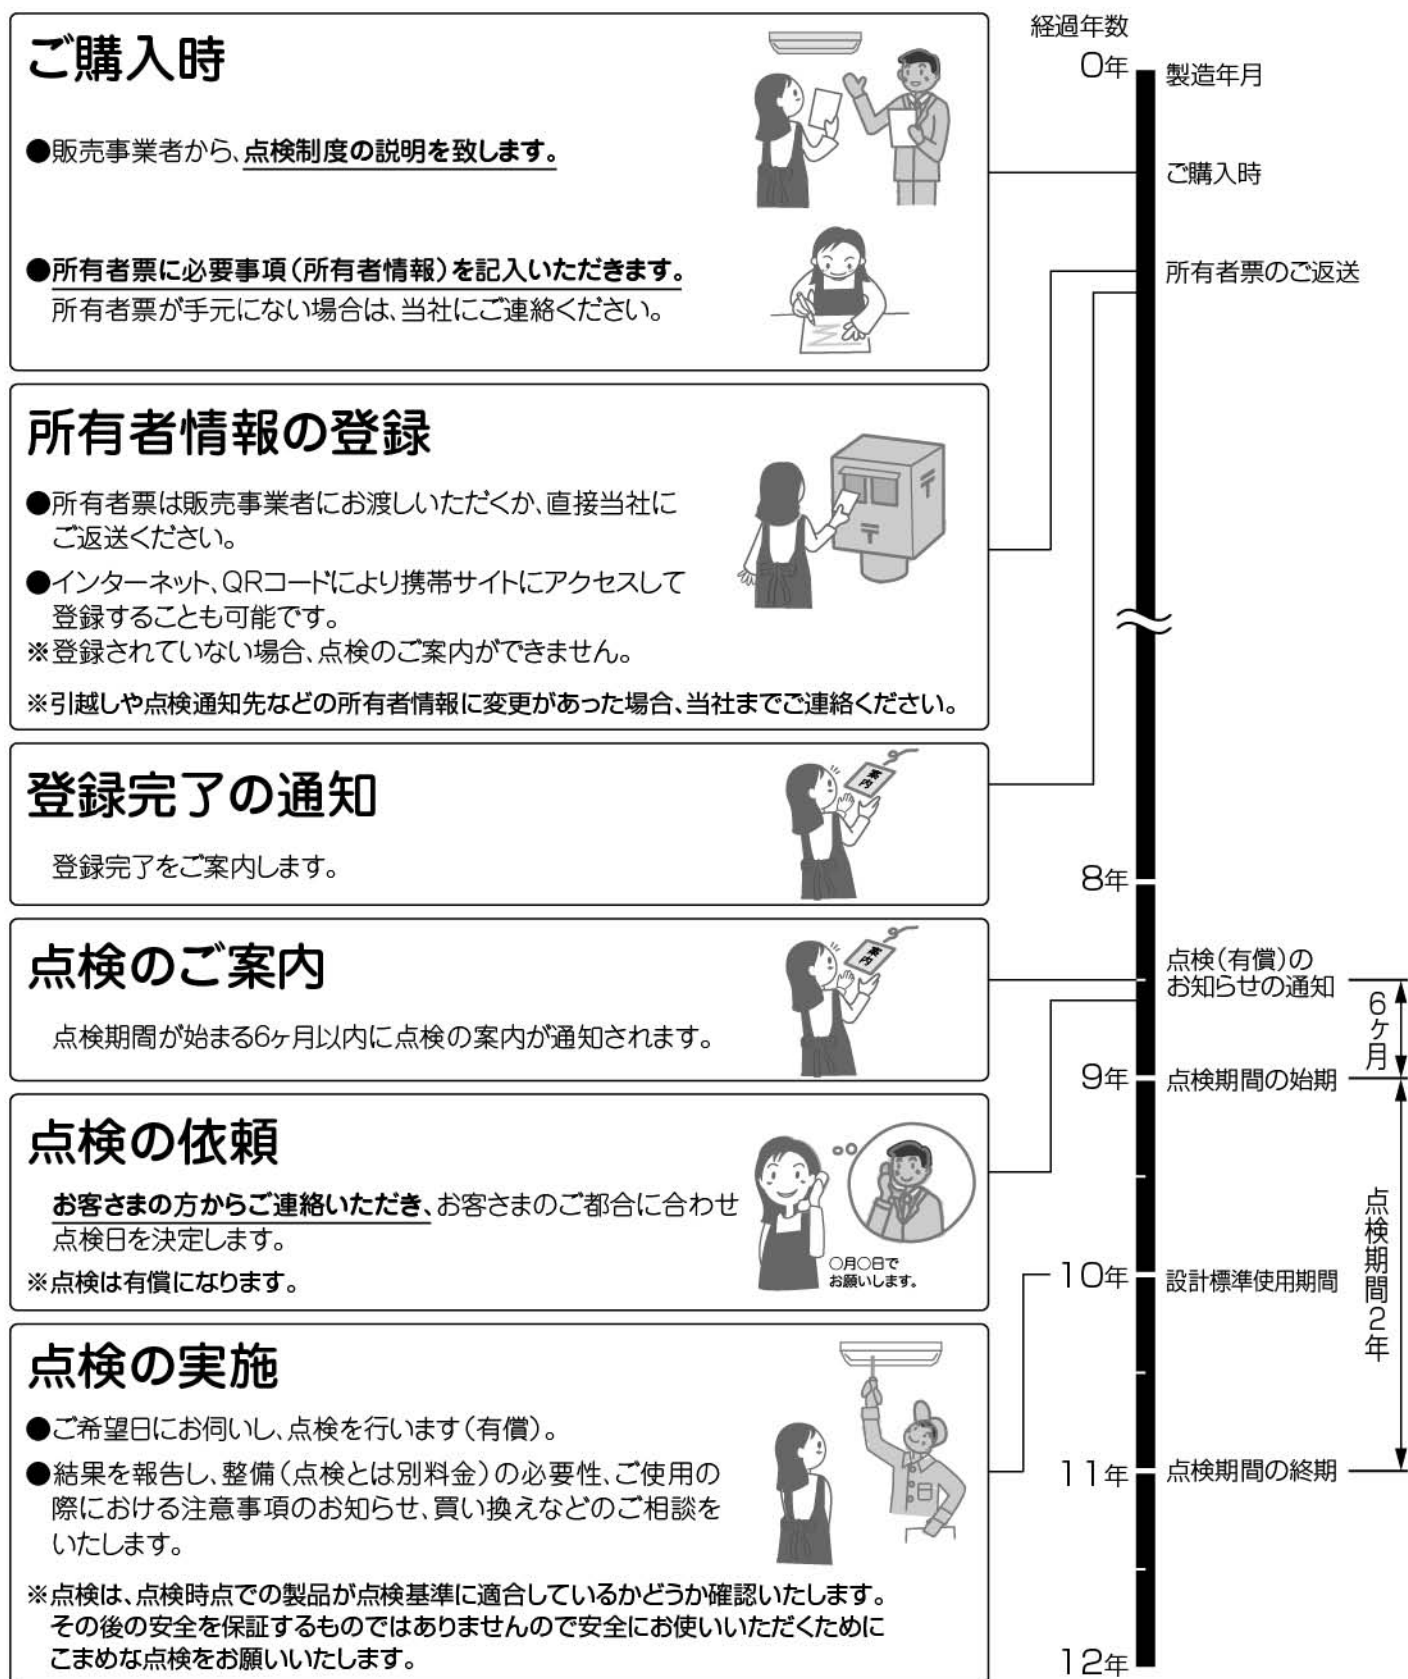 ご購入時
●販売事業者から、点検制度の説明を致します。
●所有者票に必要事項（所有者情報）を記入いただきます。
所有者票が手元にない場合は、当社にご連絡ください。
所有者情報の登録
●所有者票は販売事業者にお渡しいただくか、直接当社に
ご返送ください。
●インターネット、QRコードにより携帯サイトにアクセスして
登録することも可能です。
※登録されていない場合、点検のご案内ができません。
※引越しや点検通知先などの所有者情報に変更があった場合、当社までご連絡ください。
〒
〒
登録完了の通知
登録完了をご案内します。
案内
点検のご案内
点検期間が始まる6ヶ月以内に点検の案内が通知されます。
案内
点検の依頼
お客さまの方からご連絡いただき、お客さまのご都合に合わせ
点検日を決定します。
※点検は有償になります。
○月○日で
お願いします。
点検の実施
●ご希望日にお伺いし、点検を行います（有償）。
●結果を報告し、整備（点検とは別料金）の必要性、ご使用の
際における注意事項のお知らせ、買い換えなどのご相談を
いたします。
※点検は、点検時点での製品が点検基準に適合しているかどうか確認いたします。
その後の安全を保証するものではありませんので安全にお使いいただくために
こまめな点検をお願いいたします。
経過年数
0年
製造年月
ご購入時
所有者票のご返送
8年
点検（有償）の
お知らせの通知
6ヶ月
9年
点検期間の始期
10年
設計標準使用期間
点検期間2年
11年
点検期間の終期
12年